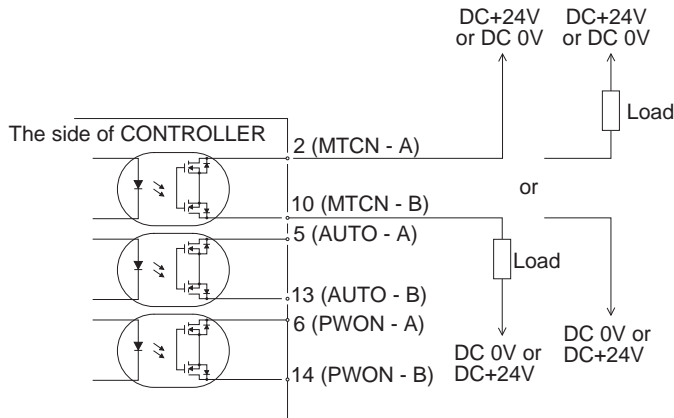 DC+24V
or DC 0V
DC+24V
or DC 0V
Load
The side of CONTROLLER
2 (MTCN - A)
or
10 (MTCN - B)
5 (AUTO - A)
Load
13 (AUTO - B)
6 (PWON - A)
DC 0V or
DC+24V
DC 0V or
DC+24V
14 (PWON - B)